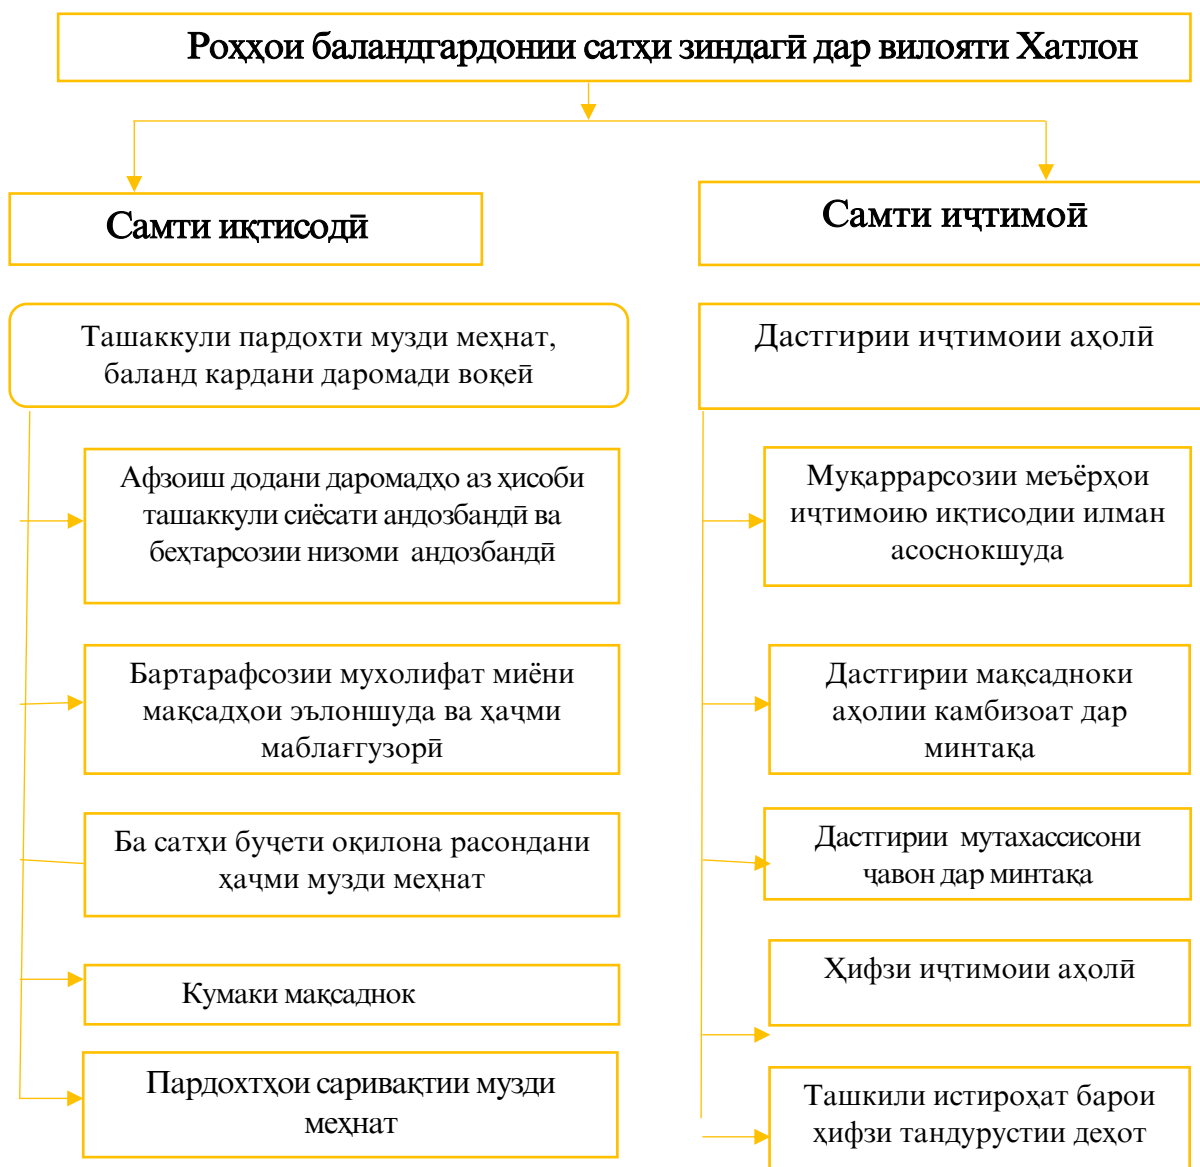 Роҳҳои баландгардонии сатҳи зиндагӣ дар вилояти Хатлон
Самти иқтисодӣ
Самти иҷтимоӣ
Ташаккули пардохти музди меҳнат,
баланд кардани даромади воқеӣ
Дастгирии иҷтимоии аҳолӣ
Афзоиш додани даромадҳо аз ҳисоби
ташаккули сиёсати андозбандӣ ва
беҳтарсозии низоми андозбандӣ
Муқаррарсозии меъёрҳои
иҷтимоию иқтисодии илман
асоснокшуда
Бартарафсозии мухолифат миёни
мақсадҳои эълоншуда ва ҳаҷми
маблағгузорӣ
Дастгирии мақсадноки
аҳолии камбизоат дар
минтақа
Ба сатҳи буҷети оқилона расондани
ҳаҷми музди меҳнат
Дастгирии мутахассисони
ҷавон дар минтақа
Кумаки мақсаднок
Ҳифзи иҷтимоии аҳолӣ
Пардохтҳои саривақтии музди
меҳнат
Ташкили истироҳат барои
ҳифзи тандурустии деҳот